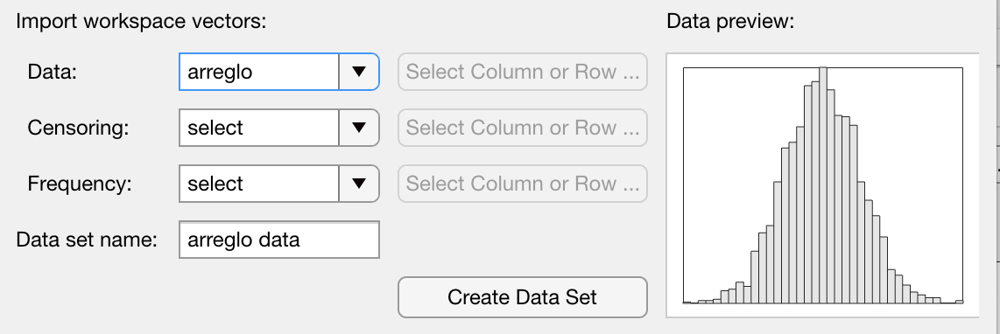 Import workspace vectors:
Data preview:
Data:
arreglo
Select Column or Row ...
Censoring:
select
Select Column or Row ...
Frequency:
select
Select Column or Row ...
Data set name:
arreglo data
Create Data Set